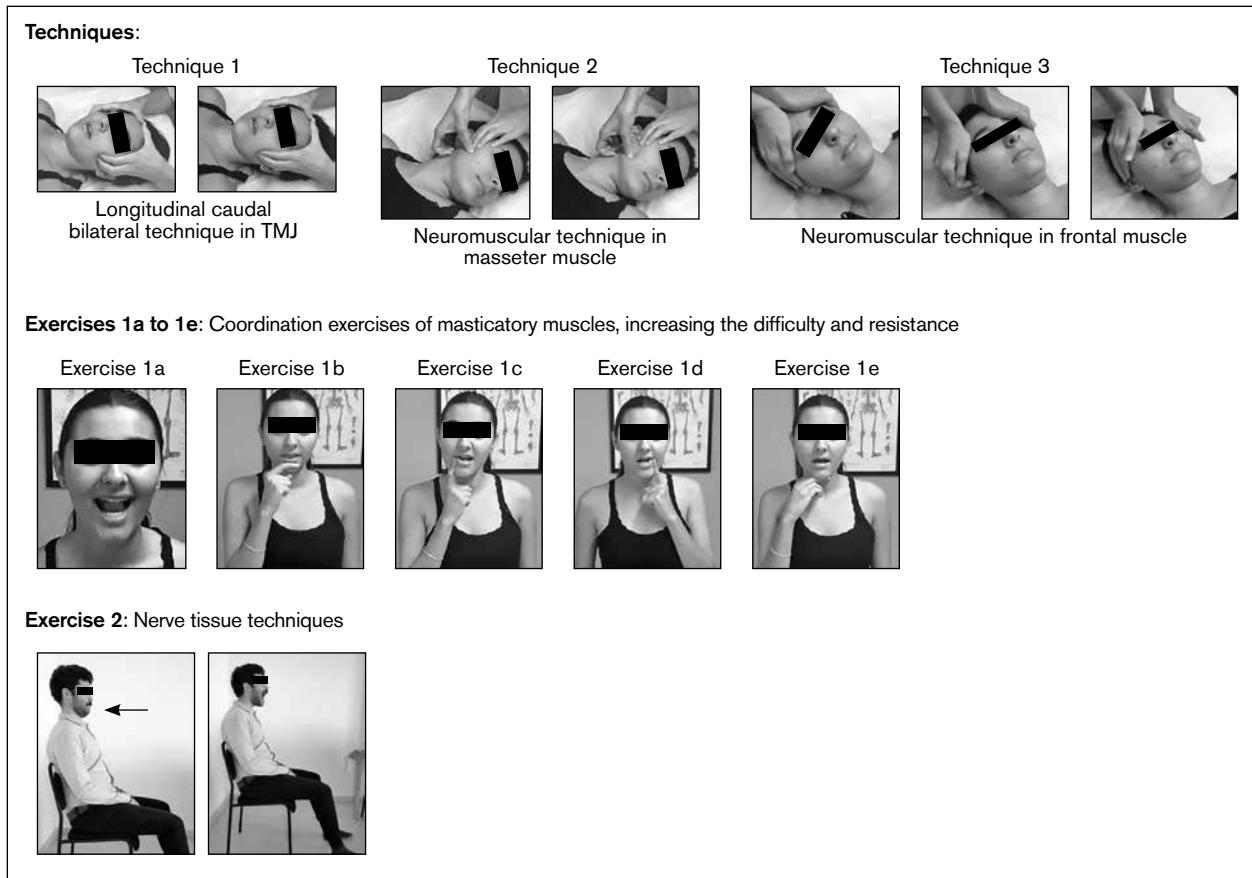 Techniques:
Technique 1
Technique 2
Technique 3
Longitudinal caudal
bilateral technique in TMJ
Neuromuscular technique in
masseter muscle
Neuromuscular technique in frontal muscle
Exercises 1a to 1e: Coordination exercises of masticatory muscles, increasing the difficulty and resistance
Exercise 1a
Exercise 1b
Exercise 1c
Exercise 1d
Exercise 1e
Exercise 2: Nerve tissue techniques